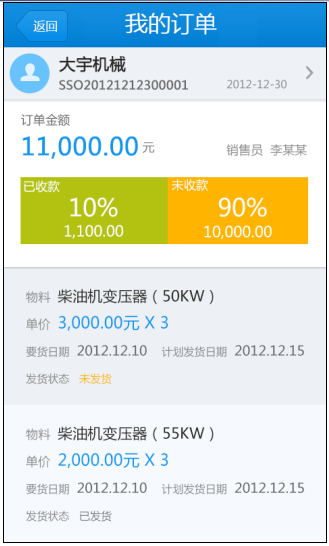 返回
我的订单
大宇机械
SSO20121212300001
2012-12-30
订单金额
11,000.00 元
销售员 李某某
已收款
10%
1,100.00
未收款
90%
10,000.00
物料 柴油机变压器（50KW）
单价 3,000.00元 X 3
要货日期 2012.12.10 计划发货日期 2012.12.15
发货状态 未发货
物料 柴油机变压器（55KW）
单价 2,000.00元 X 3
要货日期 2012.12.10 计划发货日期 2012.12.15
发货状态 已发货